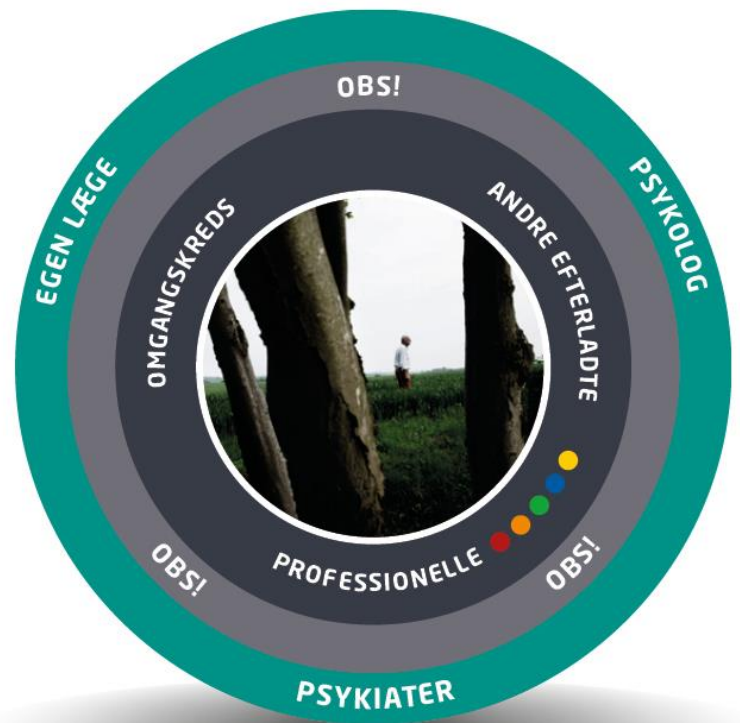 OBS!
EGEN LÆGE
PSYKOLOG
OMGANGSKREDS
ANDRE EFTERLADTE
PROFESSIONELLE
OBS!
OBS!
PSYKIATER